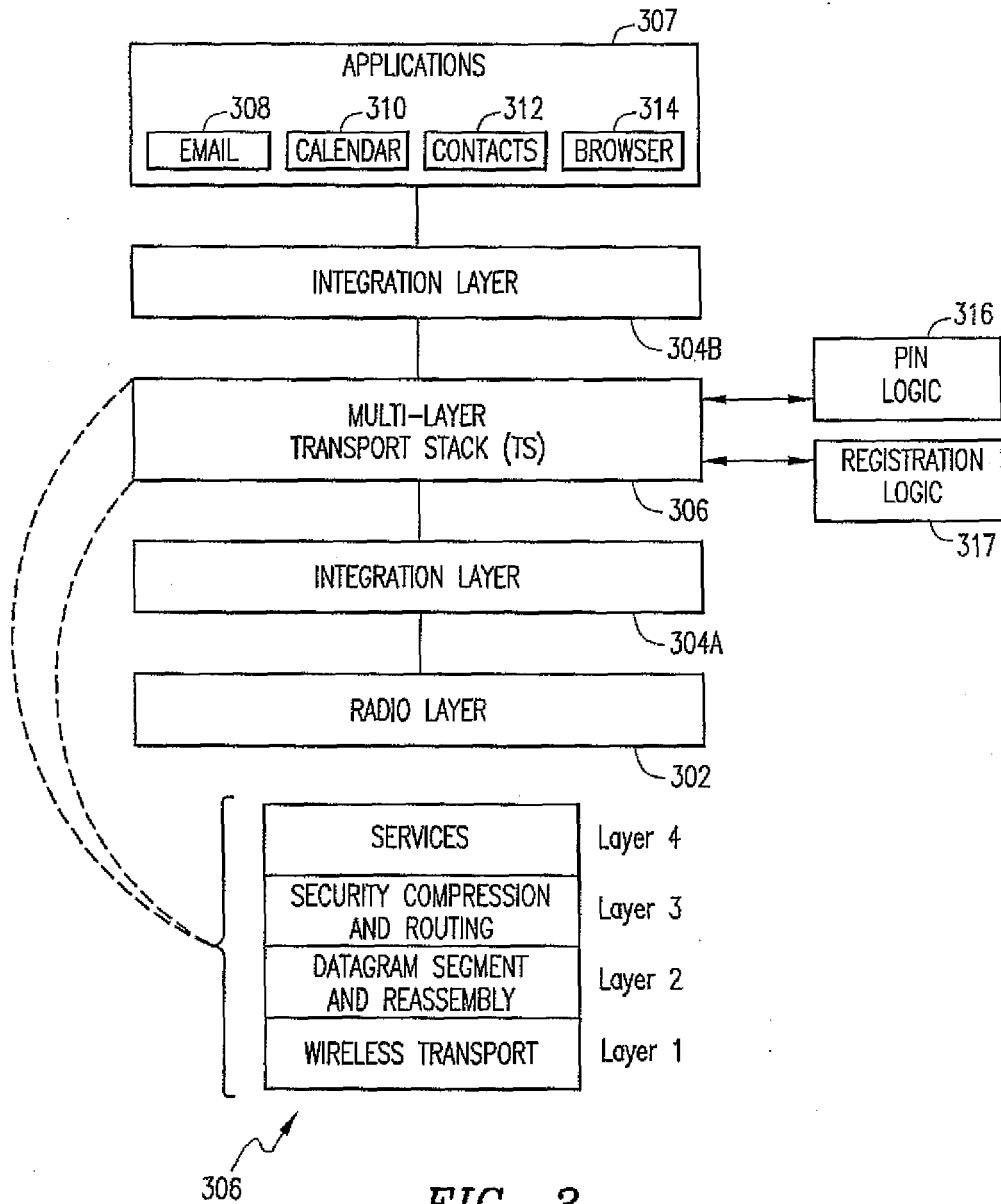 307
APPLICATIONS
308
310
312
314
EMAIL
CALENDAR
CONTACTS
BROWSER
INTEGRATION LAYER
304B
316
PIN
LOGIC
MULTI-LAYER
TRANSPORT STACK (TS)
306
REGISTRATION
LOGIC
317
INTEGRATION LAYER
304A
RADIO LAYER
302
SERVICES
Layer 4
SECURITY COMPRESSION
AND ROUTING
Layer 3
DATAGRAM SEGMENT
AND REASSEMBLY
Layer 2
WIRELESS TRANSPORT
Layer 1
306
FIG. 3